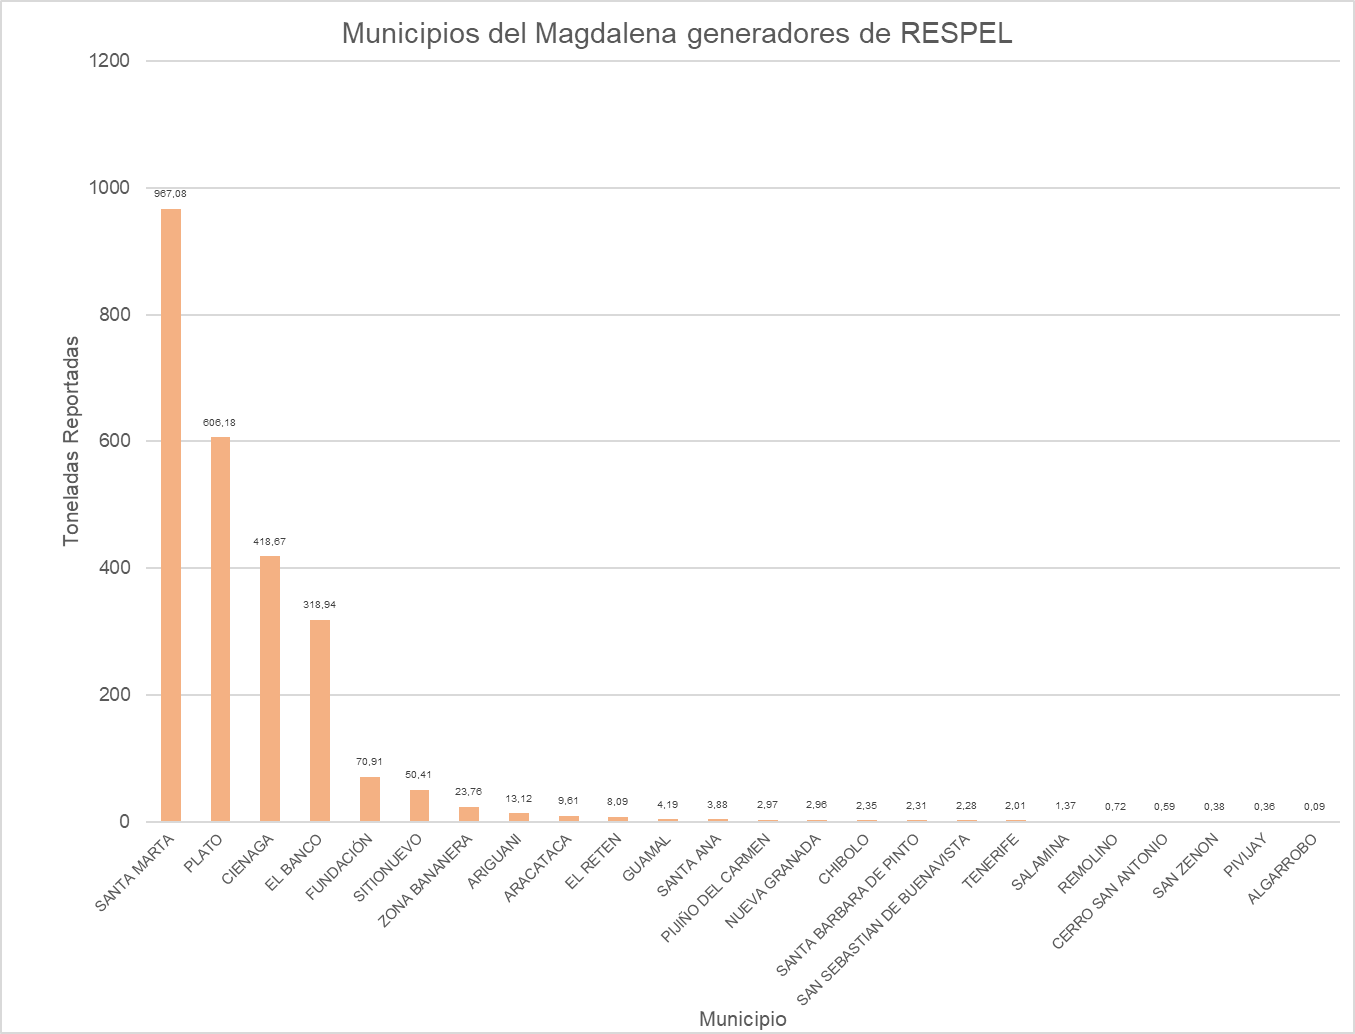 Municipios del Magdalena generadores de RESPEL
1200
1000
800
600
400
200
0
Toneladas Reportadas
967,08
606,18
418,67
318,94
70,91
50,41
23,76
13,12
9,61
8,09
4,19
3,88
2,97
2,96
2,35
2,31
2,28
2,01
1,37
0,72
0,59
0,38
0,36
0,09
SANTA MARTA
PLATO
CIENAGA
EL BANCO
FUNDACIÓN
SITIONUEVO
ZONA BANANERA
ARIGUANI
ARACATACA
EL RETEN
GUAMAL
SANTA ANA
PIJIÑO DEL CARMEN
NUEVA GRANADA
CHIBOLO
SANTA BARBARA DE PINTO
SAN SEBASTIAN DE BUENAVISTA
TENERIFE
SALAMINA
REMOLINO
CERRO SAN ANTONIO
SAN ZENON
PIVIJAY
ALGARROBO
Municipio